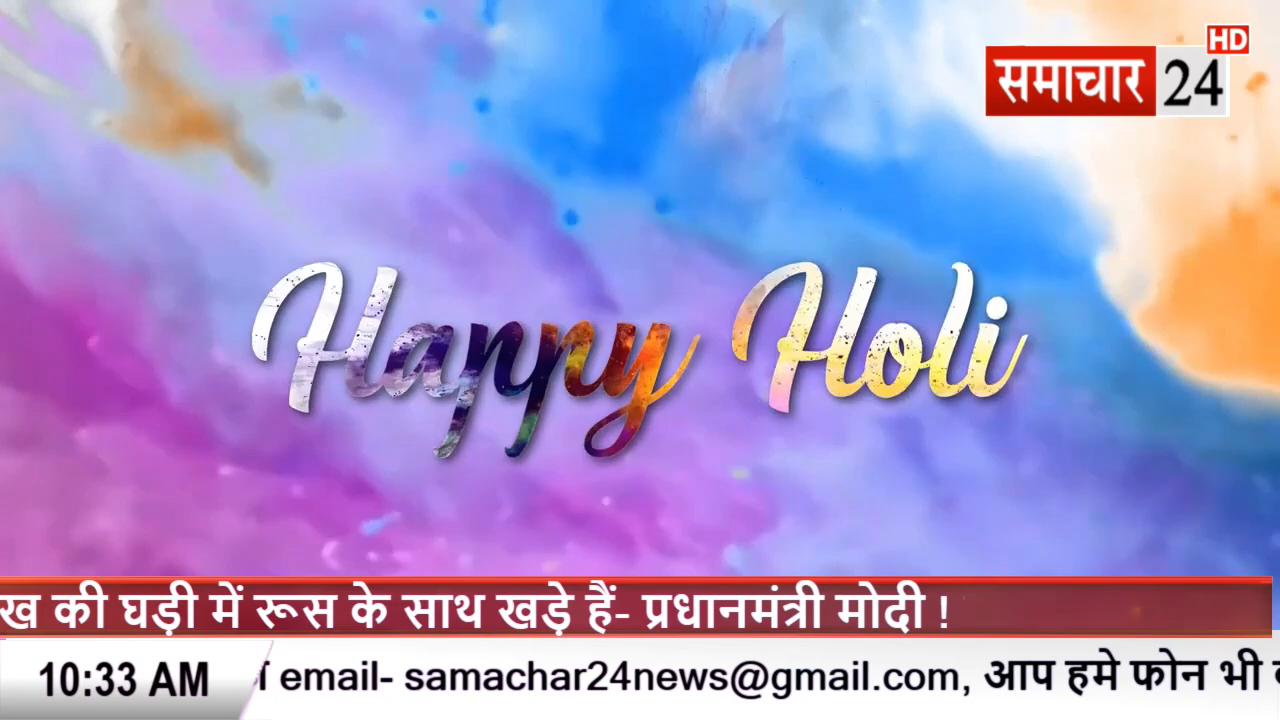 HD
समाचार 24
Happy Holi
की घड़ी में रूस के साथ खड़े हैं- प्रधानमंत्री मोदी !
10:33 AM
email- samachar24news@gmail.com, आप हमे फोन भी